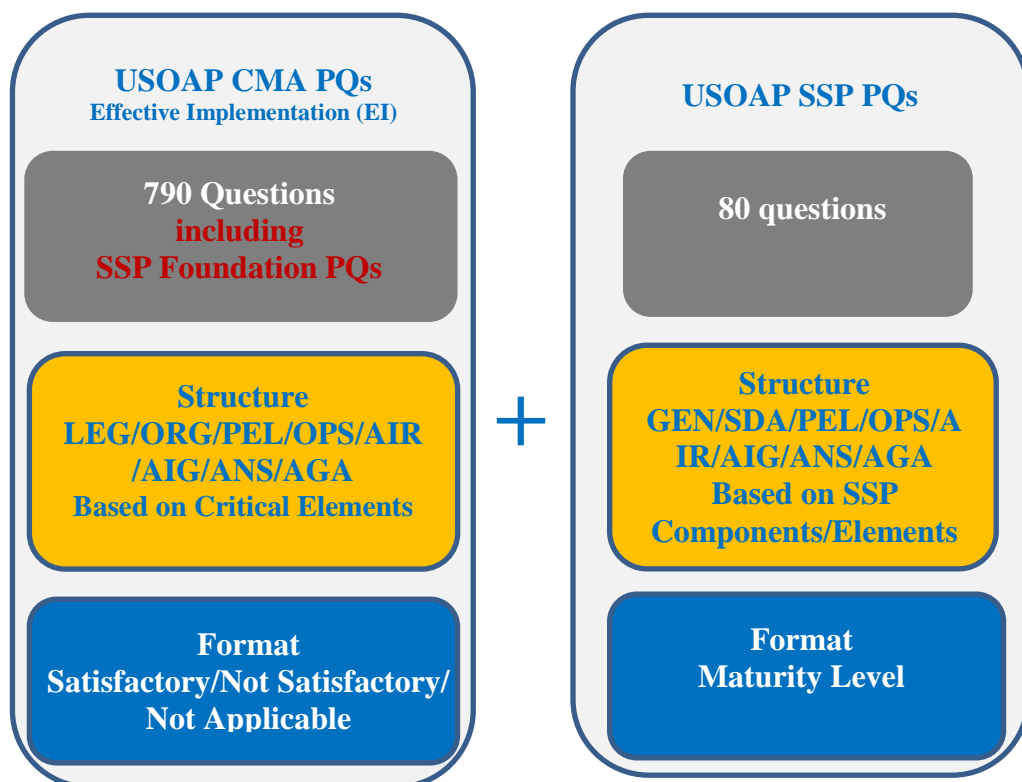 USOAP CMA PQs
Effective Implementation (EI)
790 Questions
including
SSP Foundation PQs
Structure
LEG/ORG/PEL/OPS/AIR
/AIG/ANS/AGA
Based on Critical Elements
Format
Satisfactory/Not Satisfactory/
Not Applicable
+
USOAP SSP PQs
80 questions
Structure
GEN/SDA/PEL/OPS/A
IR/AIG/ANS/AGA
Based on SSP
Components/Elements
Format
Maturity Level